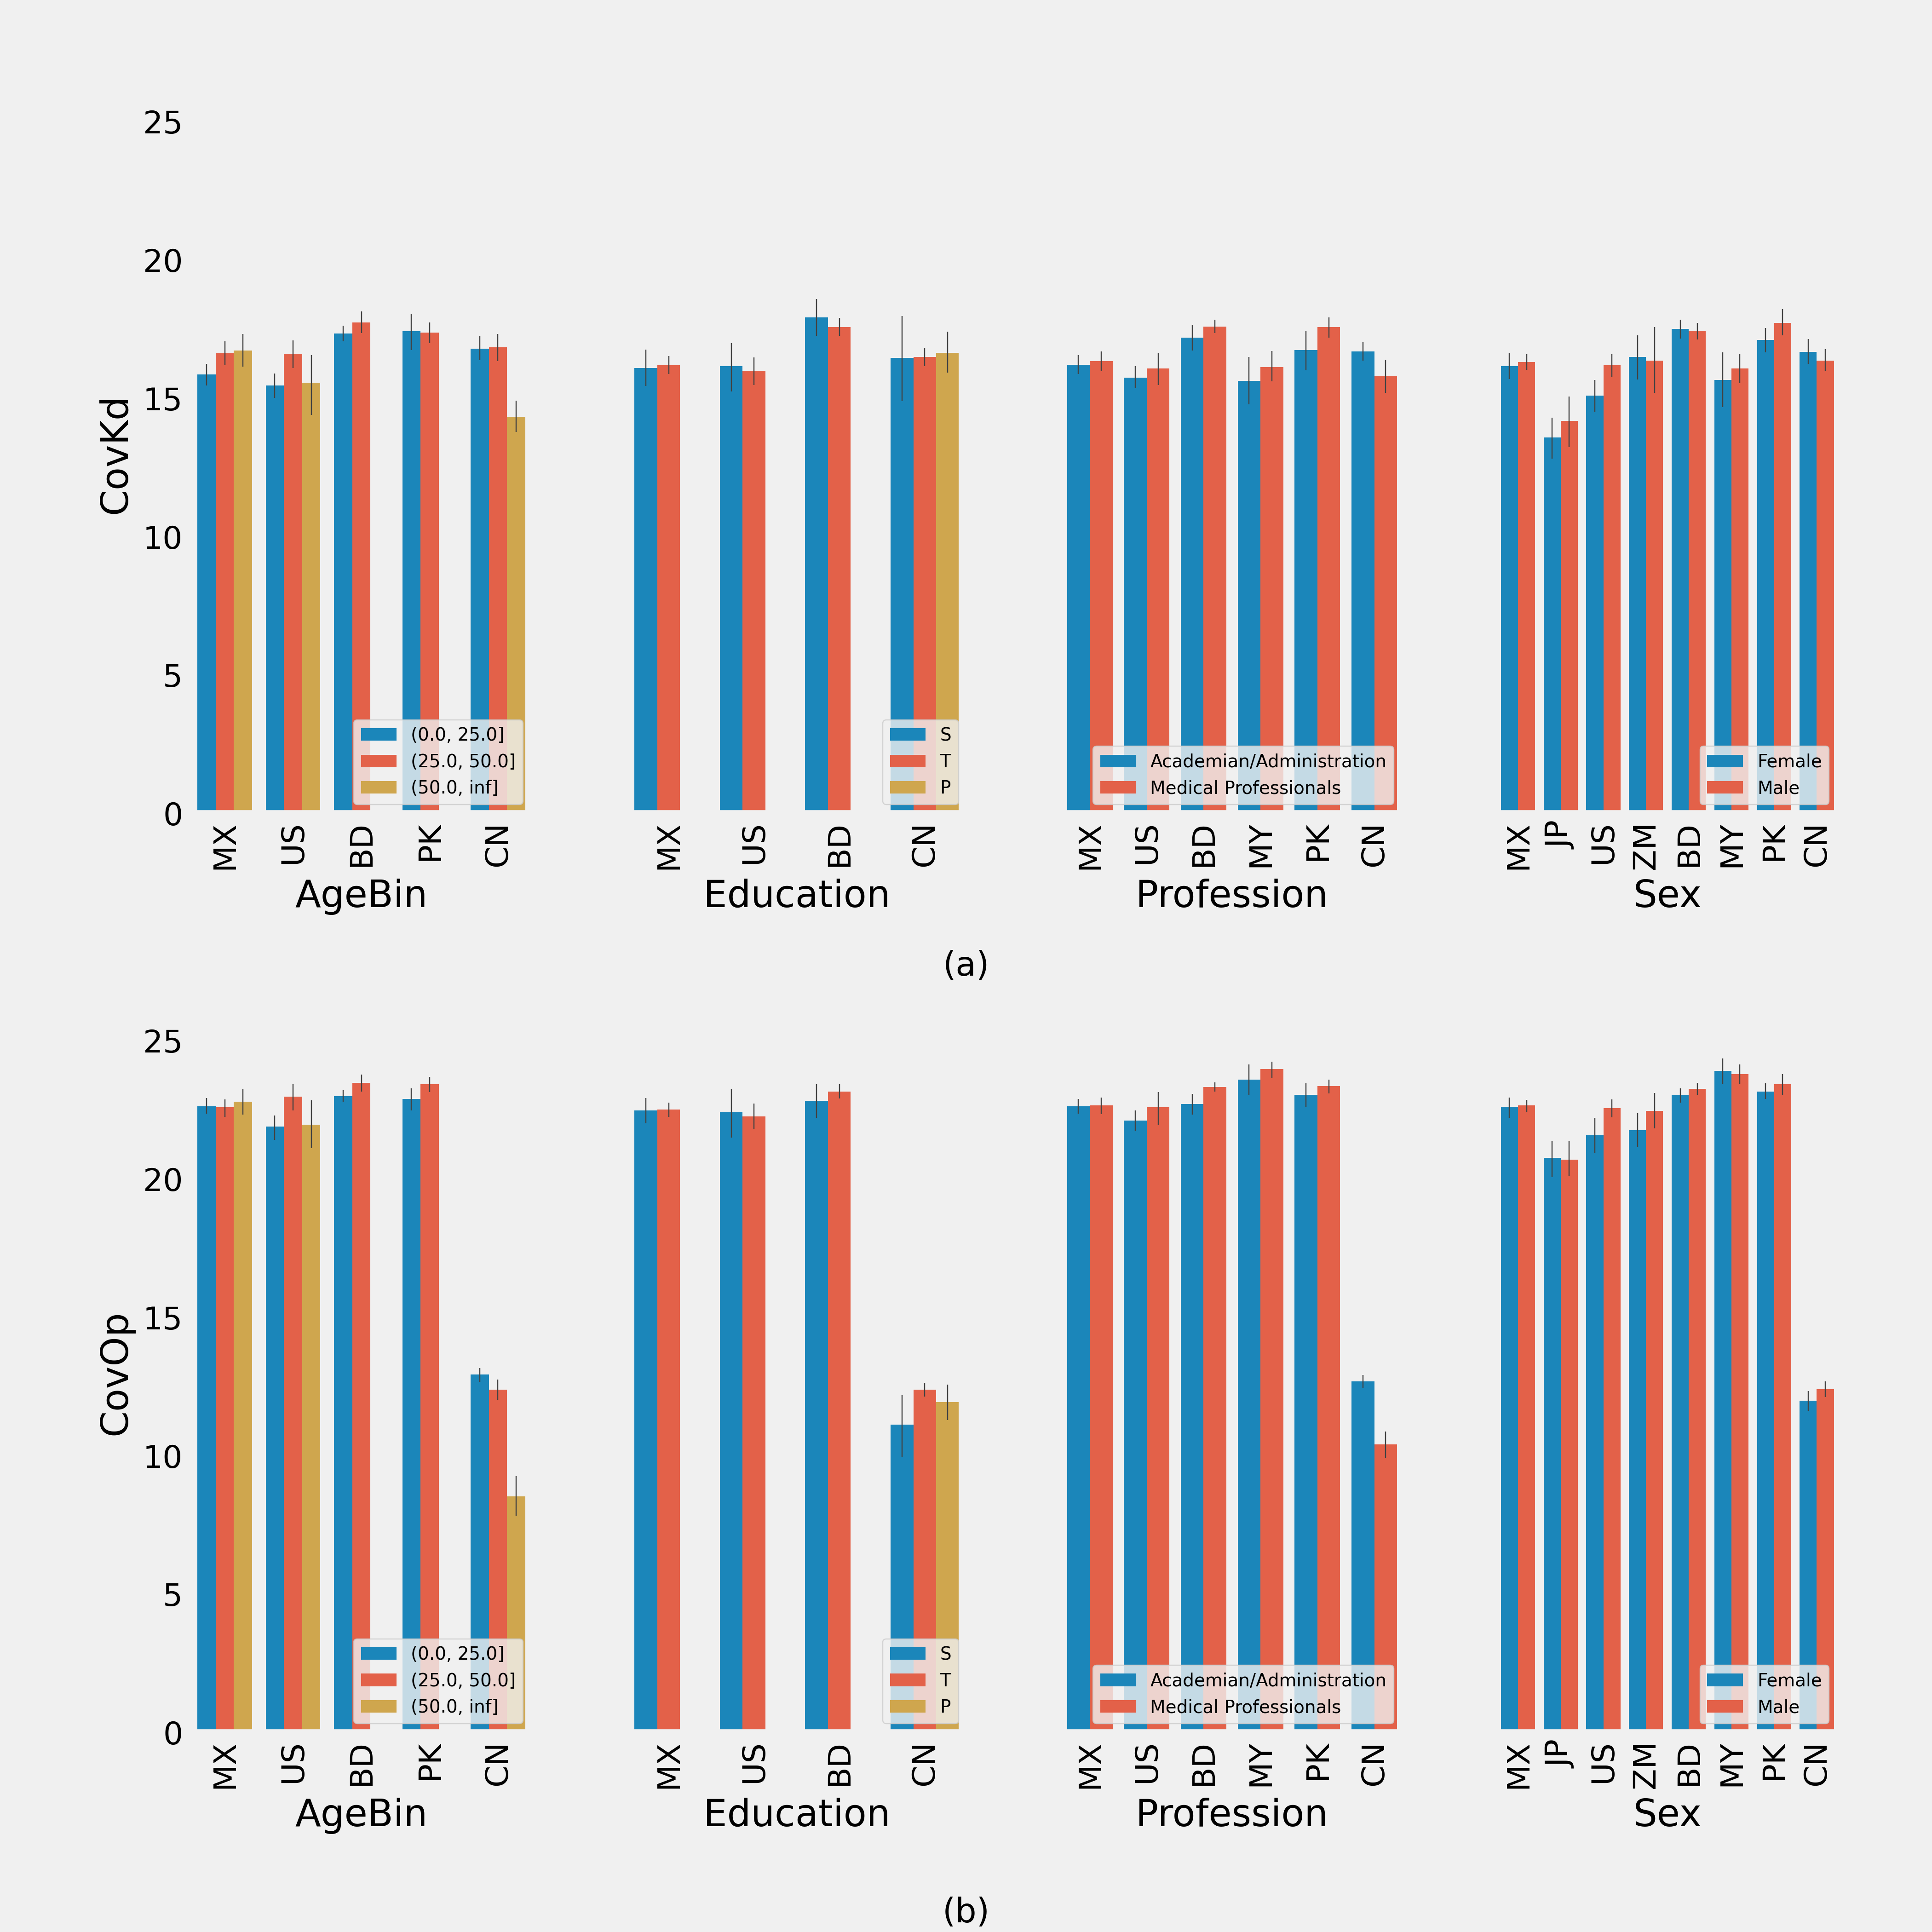 25
20
15
10
5
0
CovKd
(0.0, 25.0]
(25.0, 50.0]
(50.0, inf]
MX US BD PK CN
AgeBin
S
T
P
MX US BD CN
Education
Academian/Administration
Medical Professionals
MX US BD MY PK CN
Profession
Female
Male
MX JP US ZM BD MY PK CN
Sex
(a)
25
20
15
10
5
0
CovOp
(0.0, 25.0]
(25.0, 50.0]
(50.0, inf]
MX US BD PK CN
AgeBin
S
T
P
MX US BD CN
Education
Academian/Administration
Medical Professionals
MX US BD MY PK CN
Profession
Female
Male
MX JP US ZM BD MY PK CN
Sex
(b)